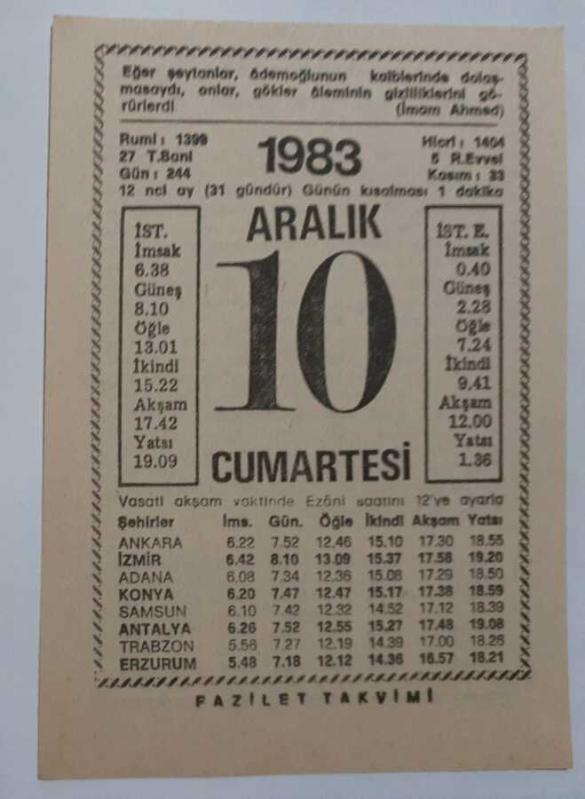 Eğer şeytanlar, âdemoğlunun kalblerinde dolaş-
masaydı, onlar, gökler âleminin gizliliklerini gö-
rürlerdi (İmam Ahmed)
Rumî: 1399 1983 Hicrî: 1404
27 T.Sani 5 R.Evvel
Gün: 244 Kasım: 33
12 nci ay (31 gündür) Günün kısalması 1 dakika
ARALIK
10
CUMARTESİ
İST.
İmsak
6.38
Güneş
8.10
Öğle
13.01
İkindi
15.22
Akşam
17.42
Yatsı
19.09
İST. E.
İmsak
0.40
Güneş
2.28
Öğle
7.24
İkindi
9.41
Akşam
12.00
Yatsı
1.36
Vasati akşam vaktinde Ezânî saatini 12'ye ayarla
Şehirler İms. Gün. Öğle İkindi Akşam Yatsı
ANKARA 6.22 7.52 12.46 15.10 17.30 18.55
İZMİR 6.42 8.10 13.09 15.37 17.58 19.20
ADANA 6.08 7.34 12.36 15.08 17.29 18.50
KONYA 6.20 7.47 12.47 15.17 17.38 18.59
SAMSUN 6.10 7.42 12.32 14.52 17.12 18.39
ANTALYA 6.26 7.52 12.55 15.27 17.48 19.08
TRABZON 5.56 7.27 12.19 14.39 17.00 18.26
ERZURUM 5.48 7.18 12.12 14.36 16.57 18.21
FAZİLET TAKVİMİ